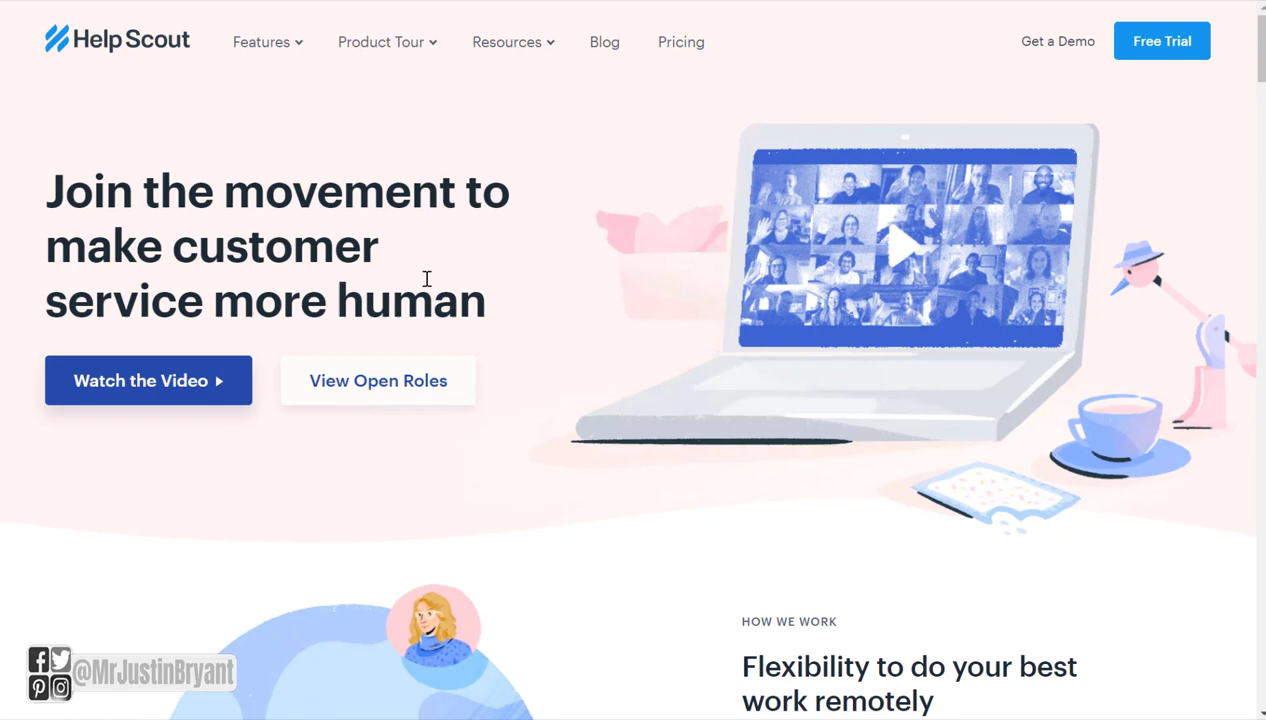 Help Scout
Features
Product Tour
Resources
Blog
Pricing
Get a Demo
Free Trial
Join the movement to
make customer
service more human
Watch the Video
View Open Roles
HOW WE WORK
Flexibility to do your best
work remotely
@MrJustinBryant